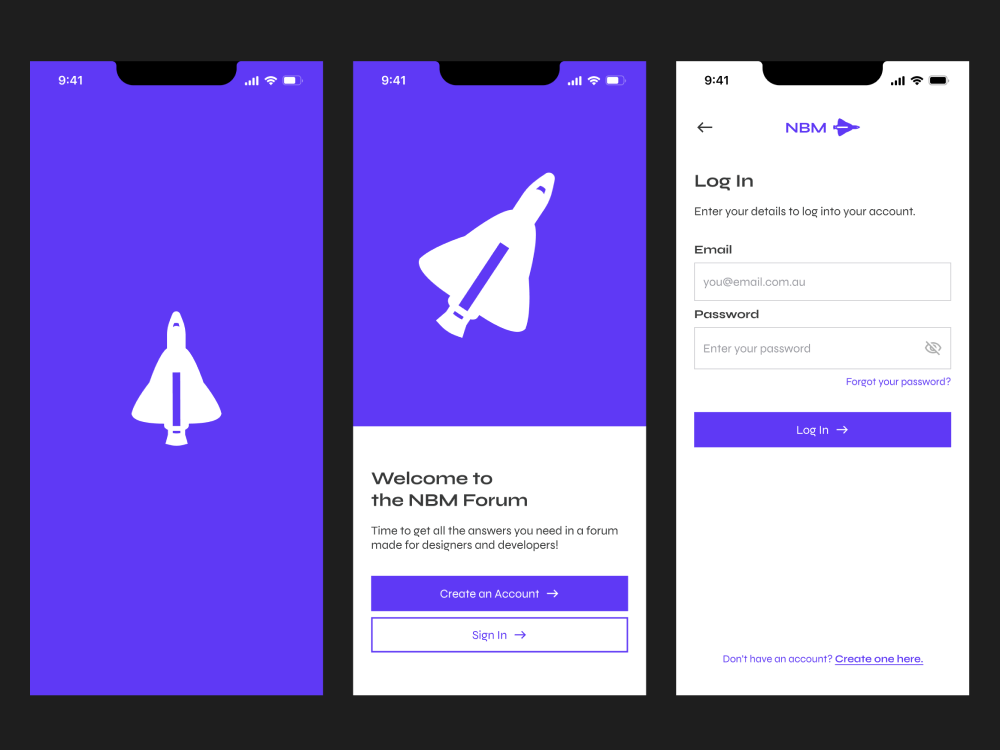 9:41
9:41
Welcome to
the NBM Forum
Time to get all the answers you need in a forum
made for designers and developers!
Create an Account
Sign In
9:41
NBM
Log In
Enter your details to log into your account.
Email
you@email.com.au
Password
Enter your password
Forgot your password?
Log In
Don't have an account? Create one here.